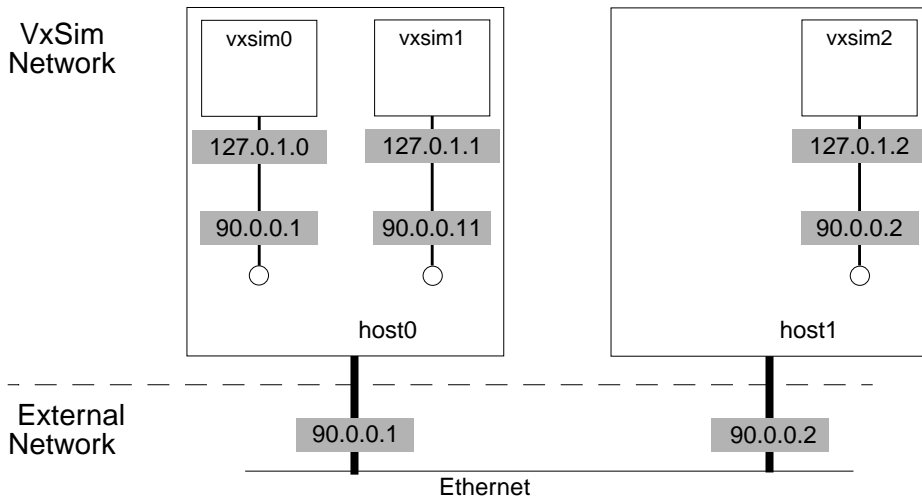 VxSim
Network
vxsim0
vxsim1
vxsim2
127.0.1.0
127.0.1.1
127.0.1.2
90.0.0.1
90.0.0.11
90.0.0.2
host0
host1
External
Network
90.0.0.1
90.0.0.2
Ethernet